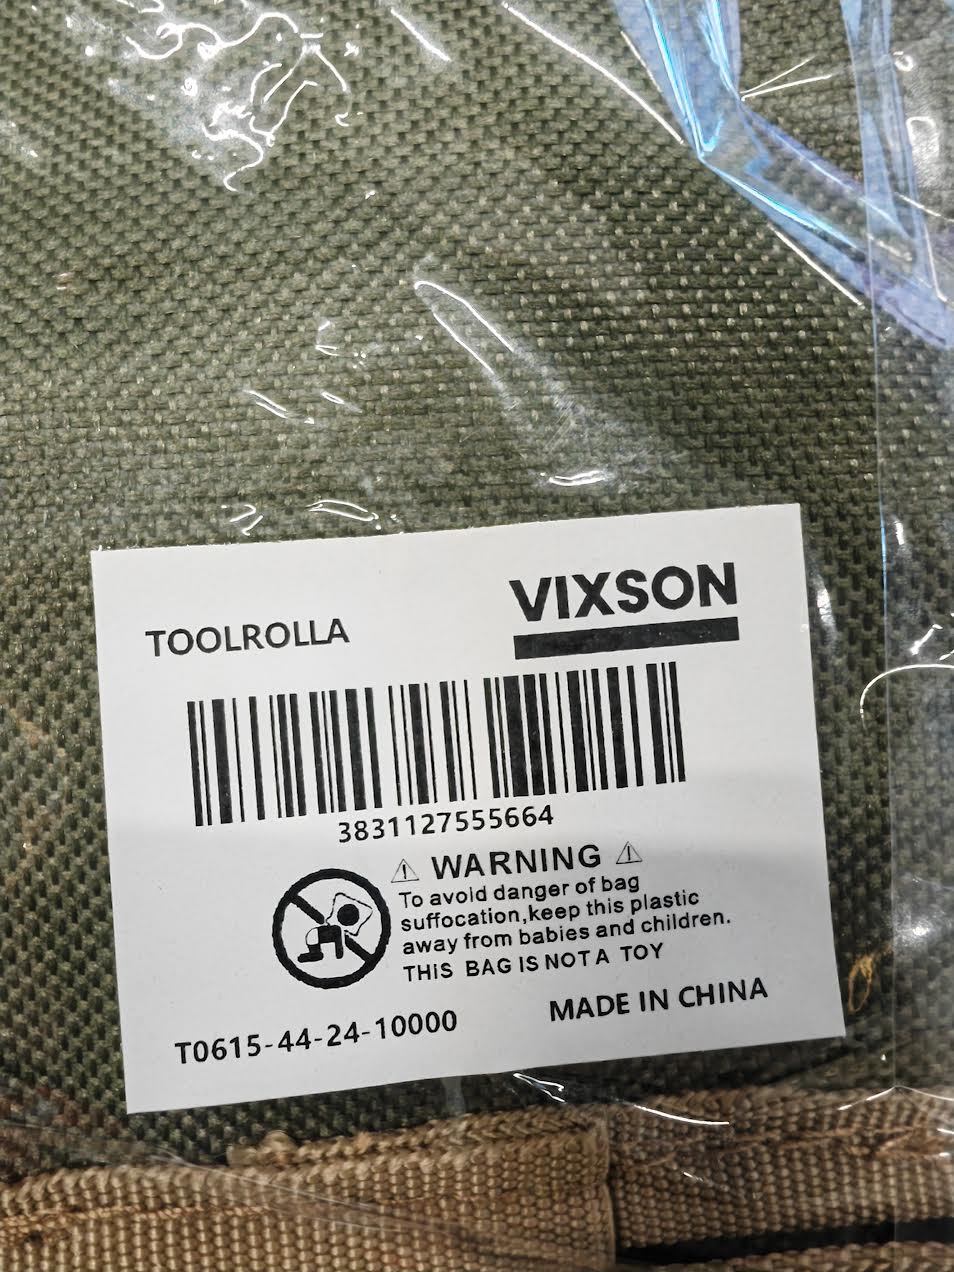 VIXSON
TOOLROLLA
3831127555664
⚠ WARNING ⚠
To avoid danger of bag
suffocation,keep this plastic
away from babies and children.
THIS BAG IS NOT A TOY
T0615-44-24-10000
MADE IN CHINA